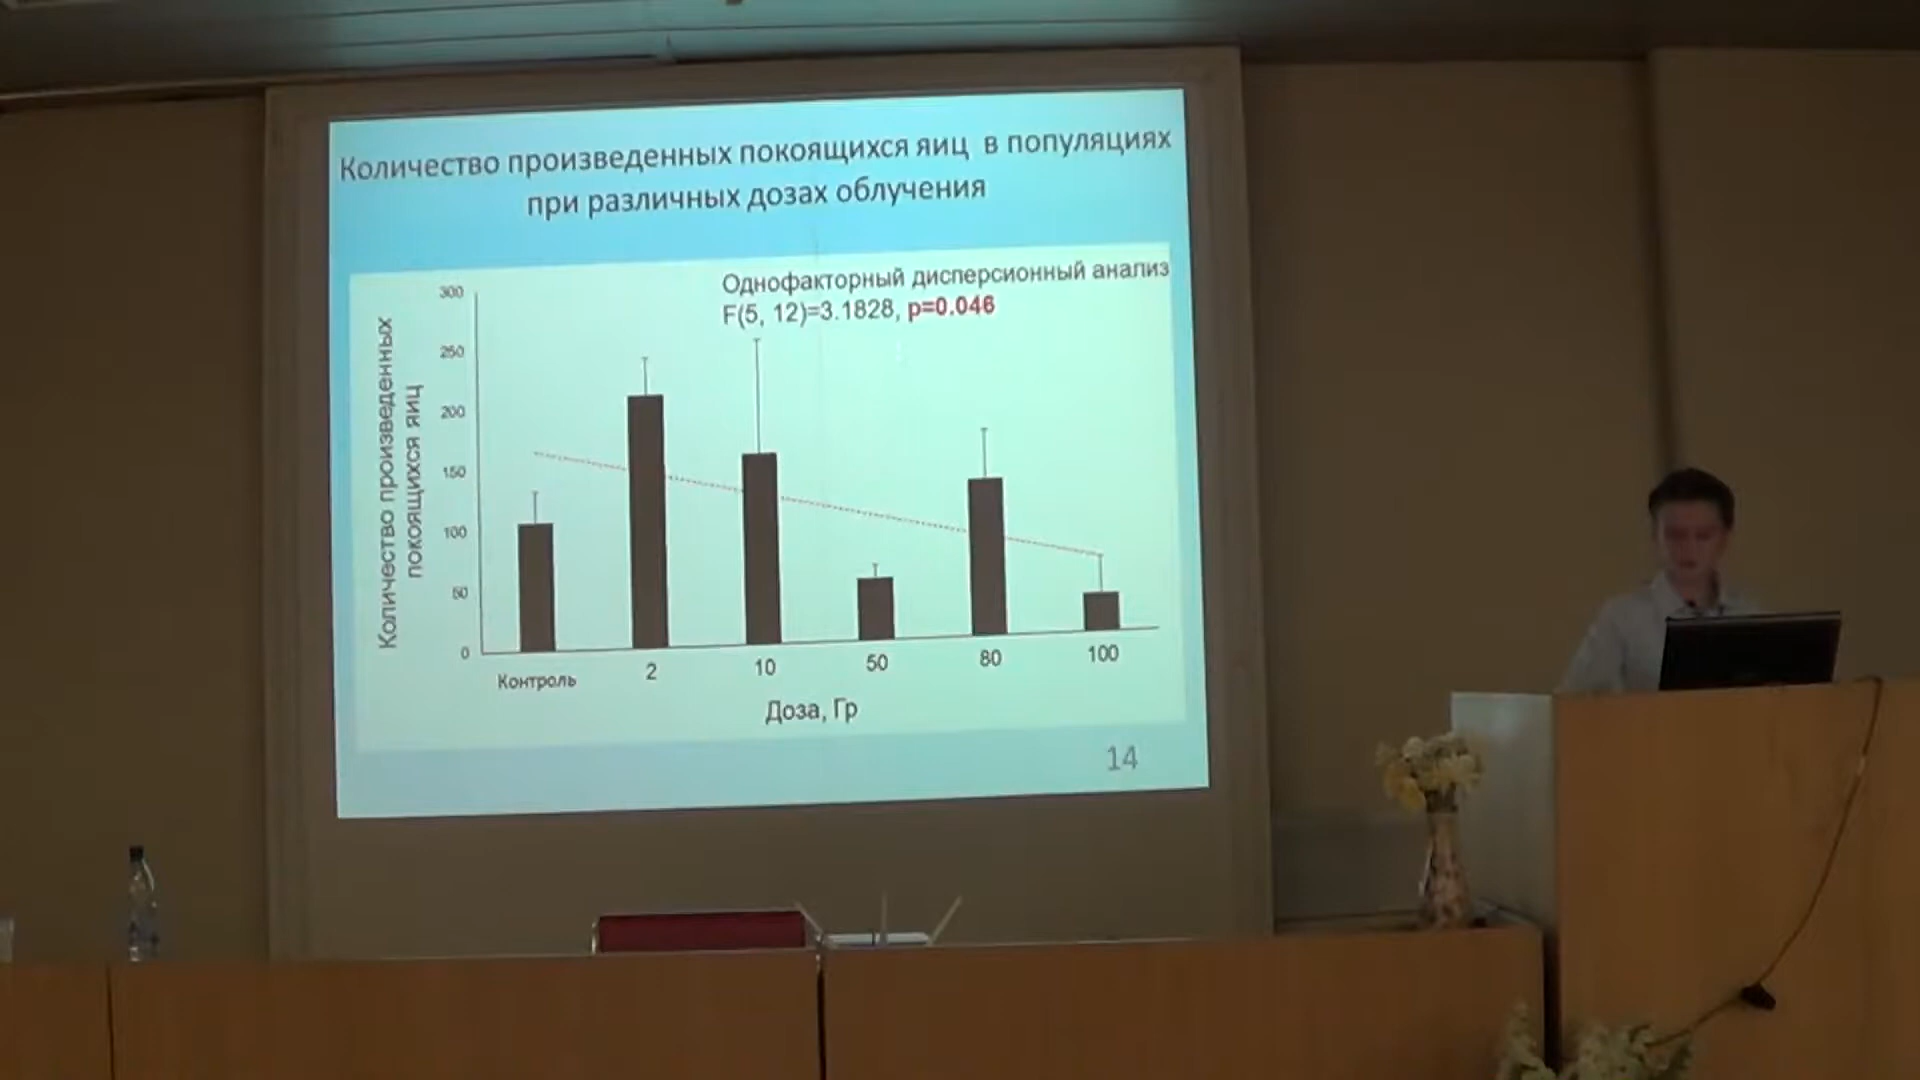 Количество произведенных покоящихся яиц в популяциях
при различных дозах облучения
Однофакторный дисперсионный анализ
F(5, 12)=3.1828, p=0.046
Количество произведенных
покоящихся яиц
300
250
200
150
100
50
0
Контроль 2 10 50 80 100
Доза, Гр
14